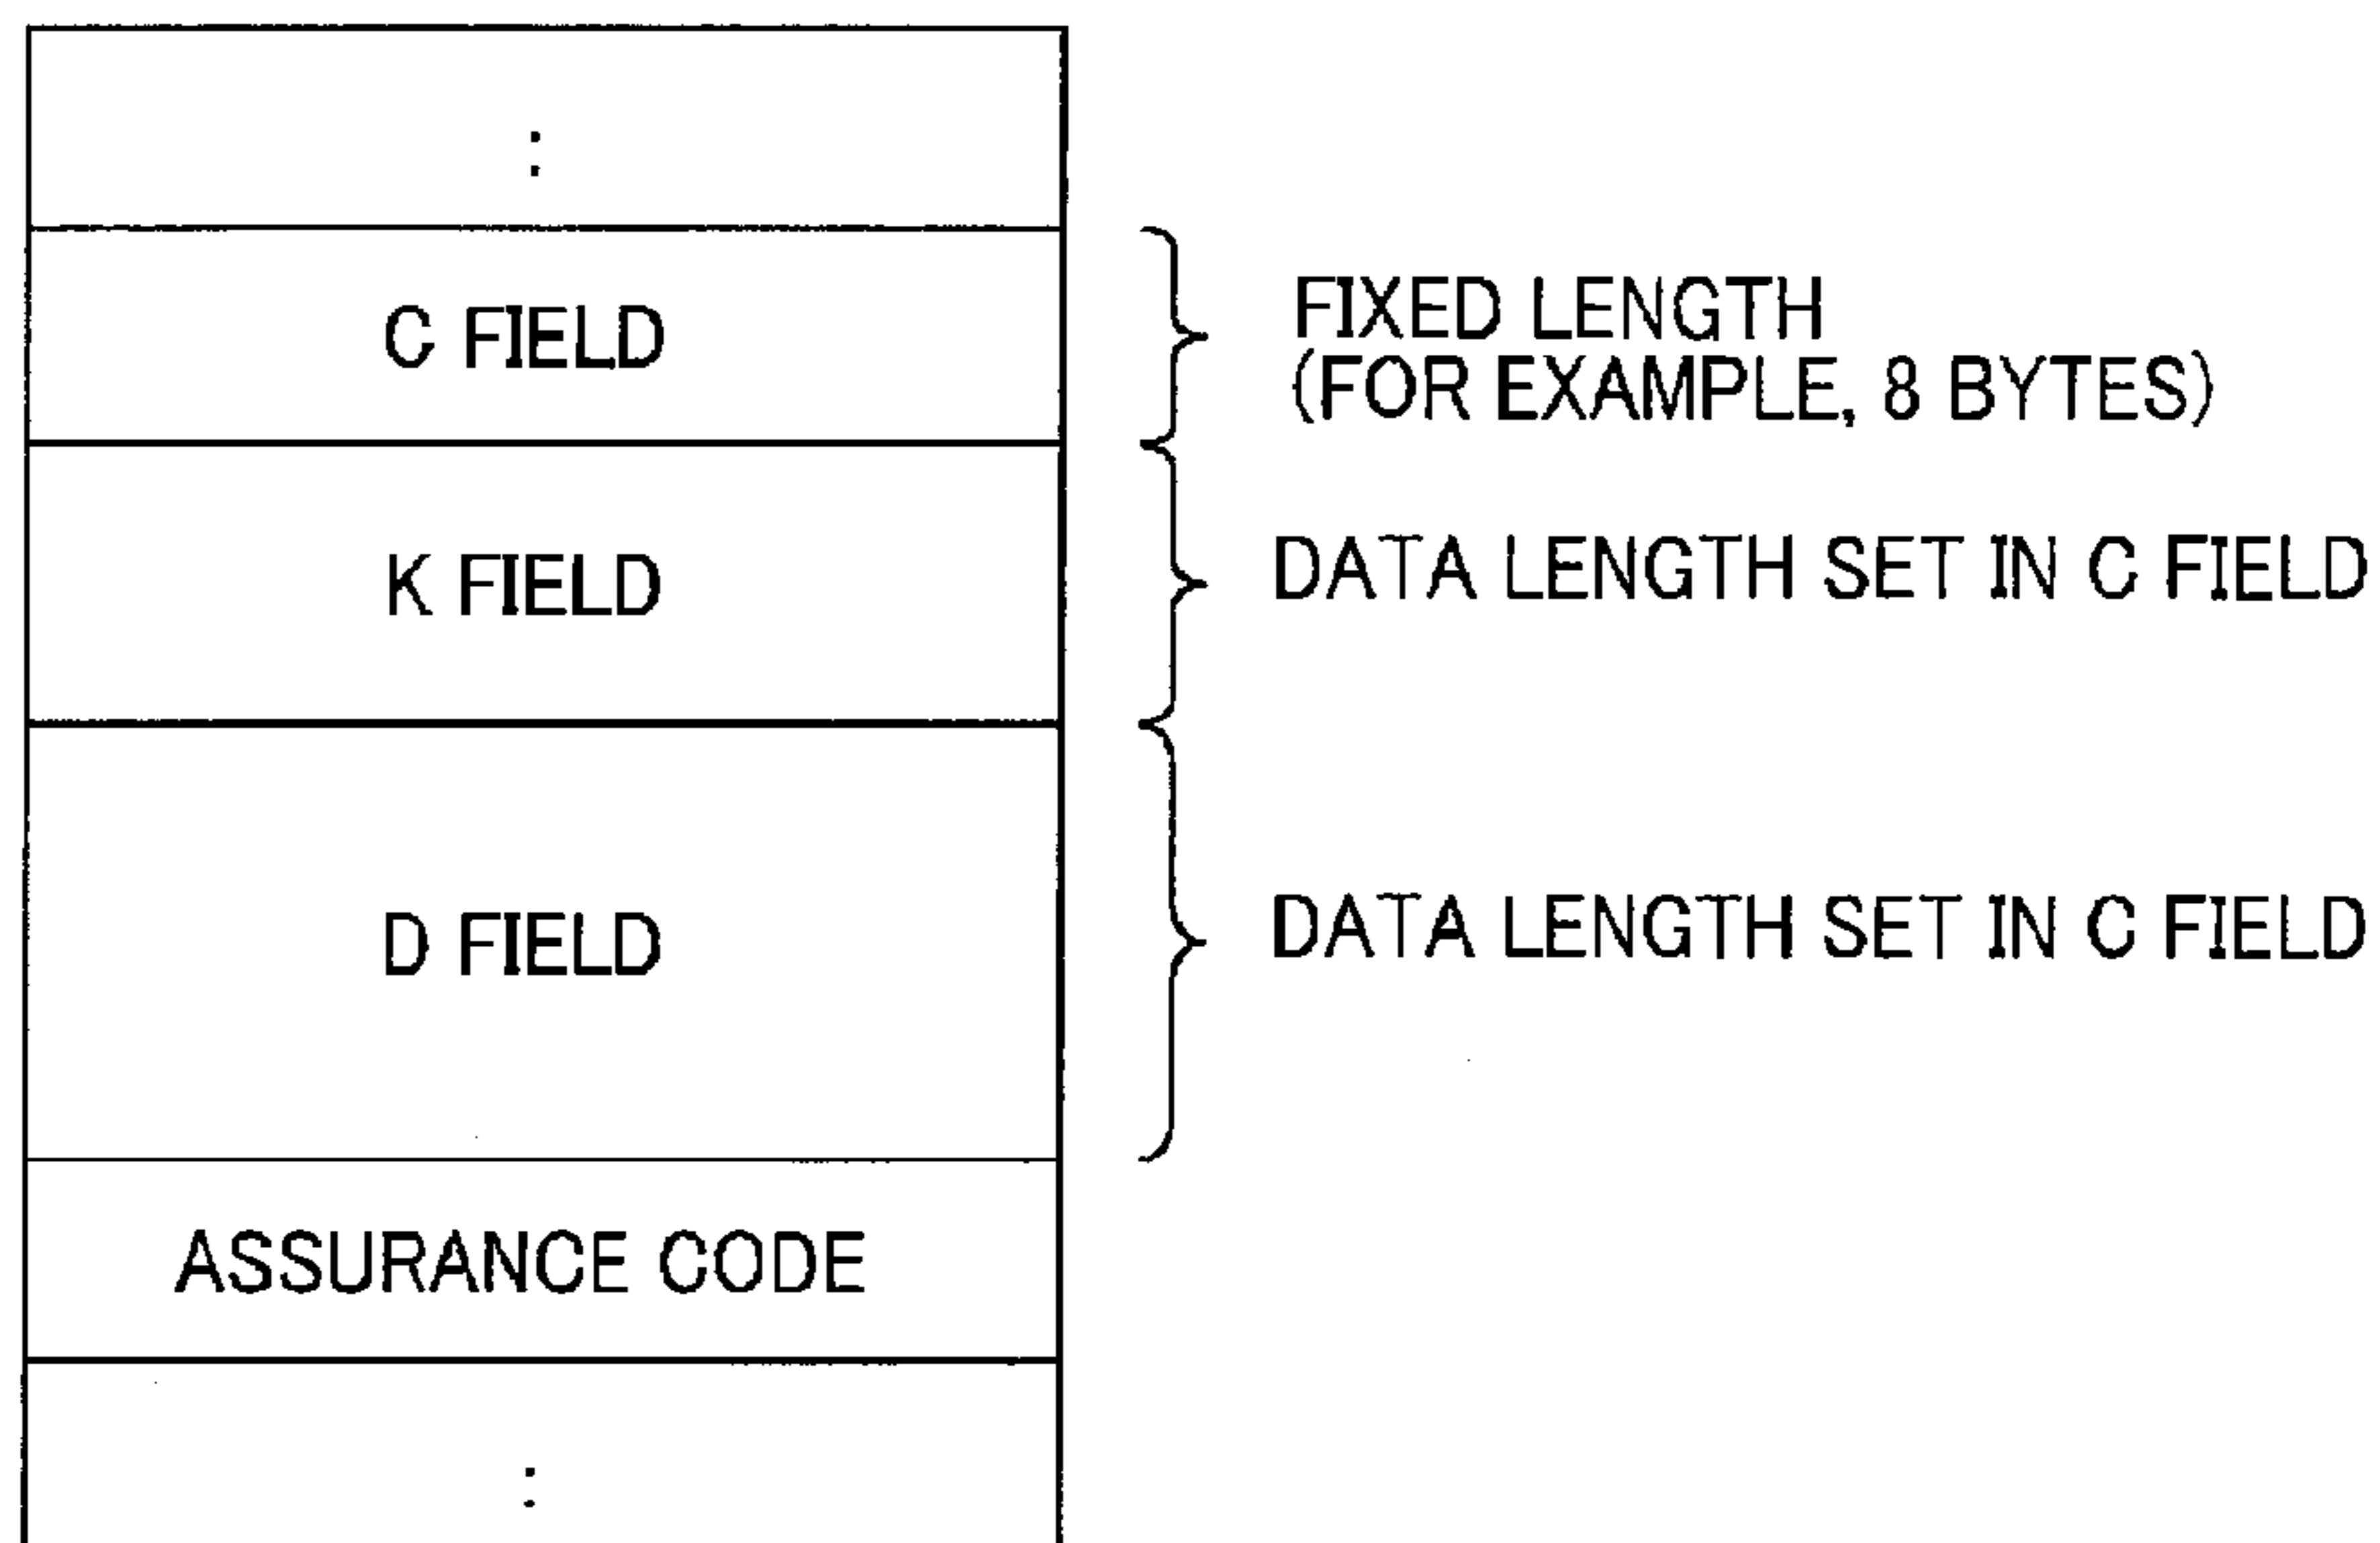 :
C FIELD
FIXED LENGTH
(FOR EXAMPLE, 8 BYTES)
K FIELD
DATA LENGTH SET IN C FIELD
D FIELD
DATA LENGTH SET IN C FIELD
ASSURANCE CODE
: